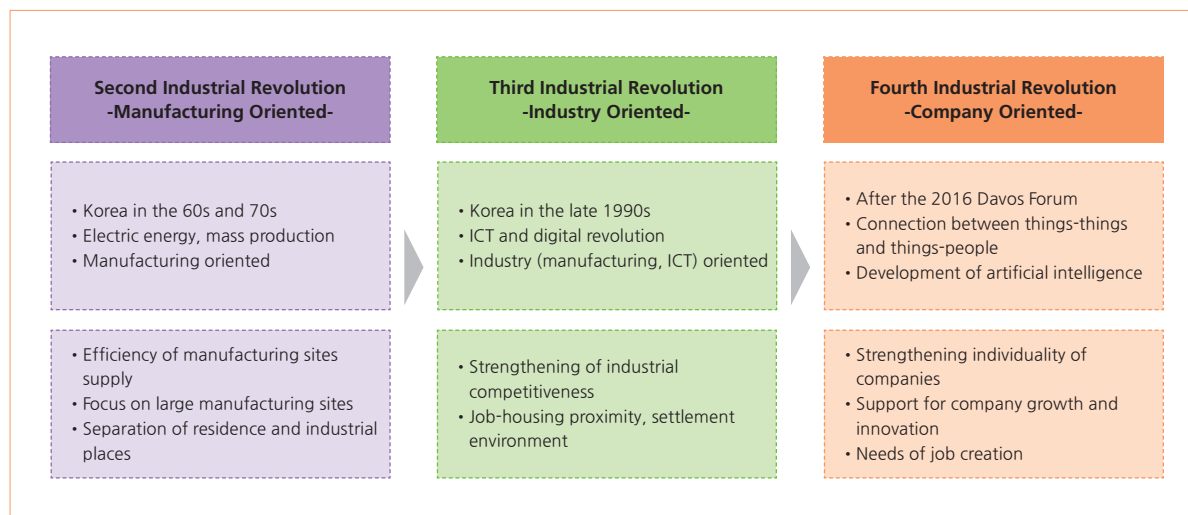 Second Industrial Revolution
-Manufacturing Oriented-
• Korea in the 60s and 70s
• Electric energy, mass production
• Manufacturing oriented
• Efficiency of manufacturing sites
supply
• Focus on large manufacturing sites
• Separation of residence and industrial
places
Third Industrial Revolution
-Industry Oriented-
• Korea in the late 1990s
• ICT and digital revolution
• Industry (manufacturing, ICT) oriented
• Strengthening of industrial
competitiveness
• Job-housing proximity, settlement
environment
Fourth Industrial Revolution
-Company Oriented-
• After the 2016 Davos Forum
• Connection between things-things
and things-people
• Development of artificial intelligence
• Strengthening individuality of
companies
• Support for company growth and
innovation
• Needs of job creation